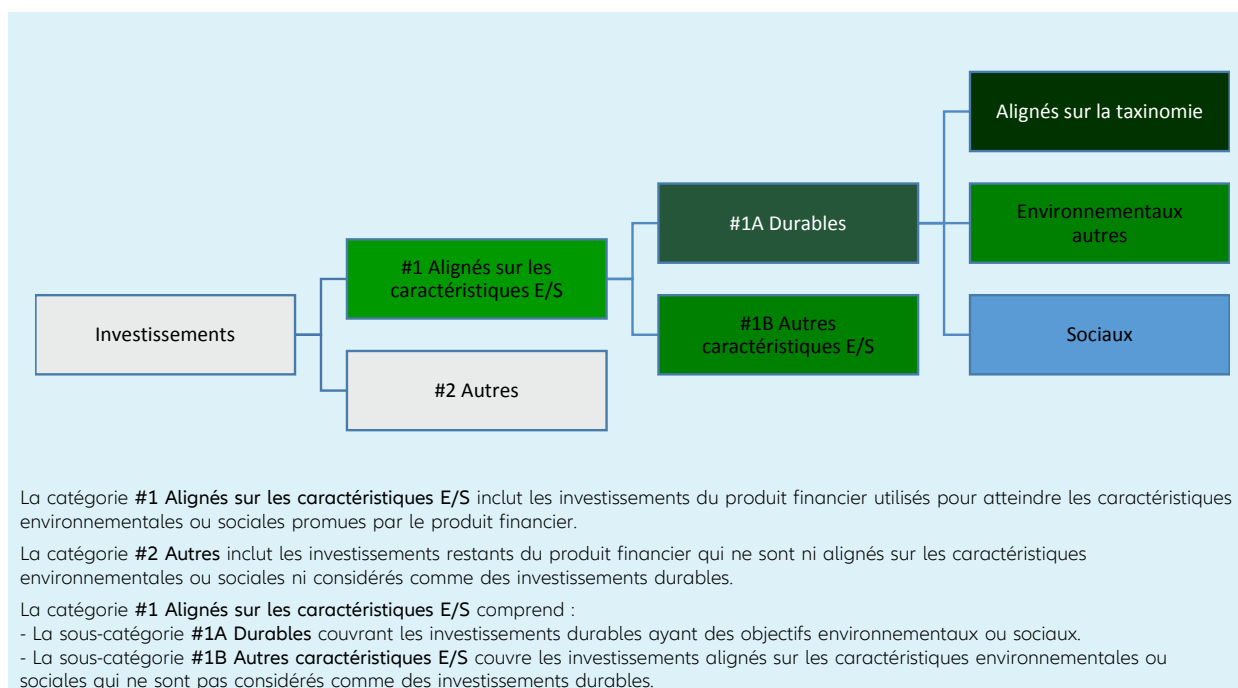 Alignés sur la taxinomie
#1A Durables
Environnementaux
autres
#1 Alignés sur les
caractéristiques E/S
Investissements
#1B Autres
caractéristiques E/S
Sociaux
#2 Autres
La catégorie #1 Alignés sur les caractéristiques E/S inclut les investissements du produit financier utilisés pour atteindre les caractéristiques
environnementales ou sociales promues par le produit financier.
La catégorie #2 Autres inclut les investissements restants du produit financier qui ne sont ni alignés sur les caractéristiques
environnementales ou sociales ni considérés comme des investissements durables.
La catégorie #1 Alignés sur les caractéristiques E/S comprend :
- La sous-catégorie #1A Durables couvrant les investissements durables ayant des objectifs environnementaux ou sociaux.
- La sous-catégorie #1B Autres caractéristiques E/S couvre les investissements alignés sur les caractéristiques environnementales ou
sociales qui ne sont pas considérés comme des investissements durables.